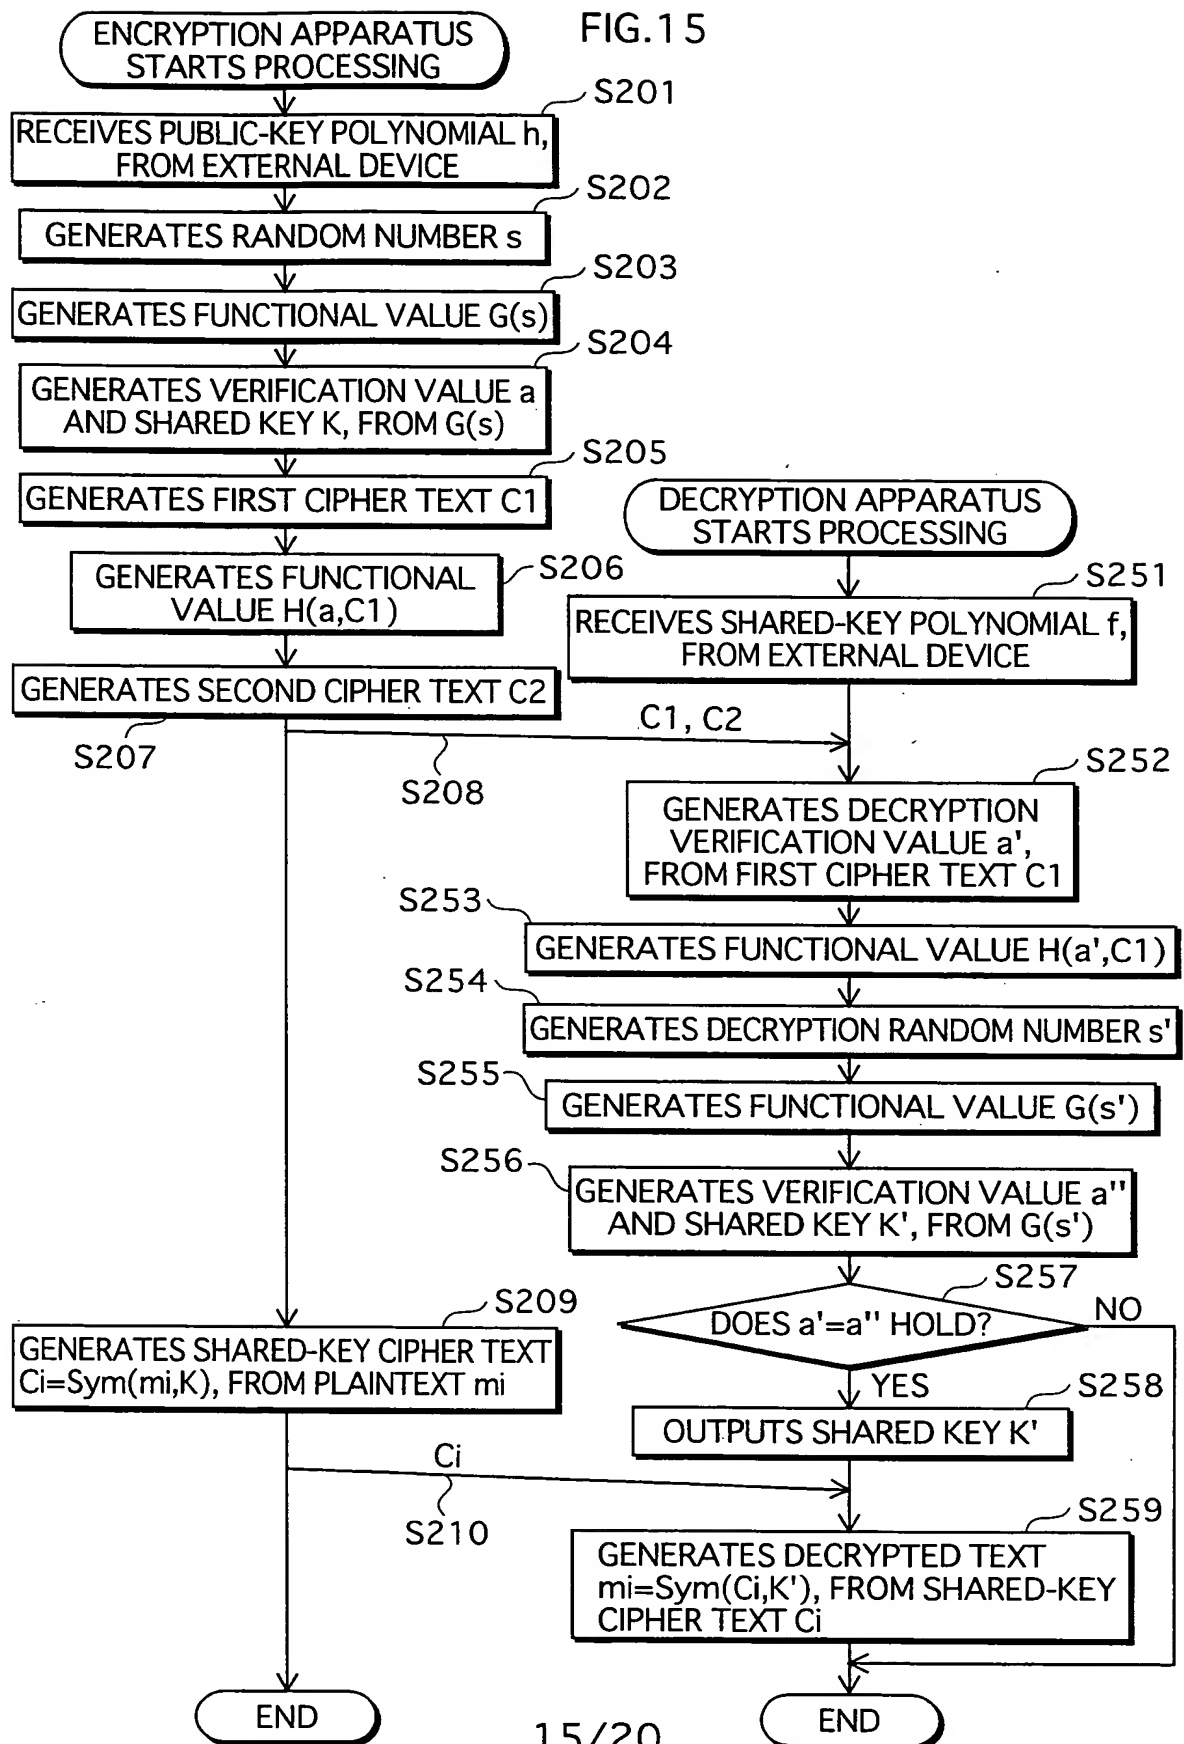 FIG.15
ENCRYPTION APPARATUS
STARTS PROCESSING
S201
RECEIVES PUBLIC-KEY POLYNOMIAL h,
FROM EXTERNAL DEVICE
S202
GENERATES RANDOM NUMBER s
S203
GENERATES FUNCTIONAL VALUE G(s)
S204
GENERATES VERIFICATION VALUE a
AND SHARED KEY K, FROM G(s)
S205
GENERATES FIRST CIPHER TEXT C1
S206
GENERATES FUNCTIONAL
VALUE H(a,C1)
GENERATES SECOND CIPHER TEXT C2
S207
C1, C2
S208
DECRYPTION APPARATUS
STARTS PROCESSING
S251
RECEIVES SHARED-KEY POLYNOMIAL f,
FROM EXTERNAL DEVICE
S252
GENERATES DECRYPTION
VERIFICATION VALUE a',
FROM FIRST CIPHER TEXT C1
S253
GENERATES FUNCTIONAL VALUE H(a',C1)
S254
GENERATES DECRYPTION RANDOM NUMBER s'
S255
GENERATES FUNCTIONAL VALUE G(s')
S256
GENERATES VERIFICATION VALUE a''
AND SHARED KEY K', FROM G(s')
S257
DOES a'=a'' HOLD?
NO
YES
S258
OUTPUTS SHARED KEY K'
S209
GENERATES SHARED-KEY CIPHER TEXT
Ci=Sym(mi,K), FROM PLAINTEXT mi
Ci
S210
S259
GENERATES DECRYPTED TEXT
mi=Sym(Ci,K'), FROM SHARED-KEY
CIPHER TEXT Ci
END
END
15/20